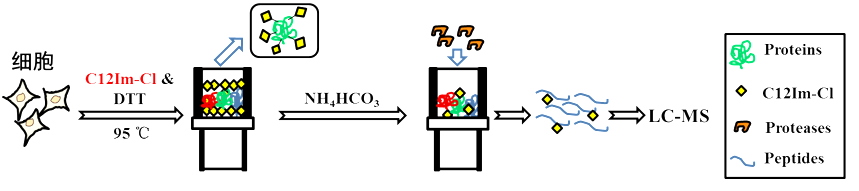 细胞
C12Im-Cl &
DTT
95 ℃
NH₄HCO₃
LC-MS
Proteins
C12Im-Cl
Proteases
Peptides